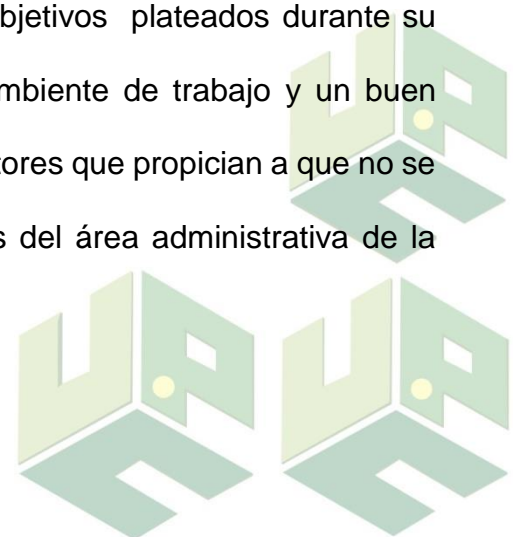 bjetivos plateados durante su
mbiente de trabajo y un buen
tores que propician a que no se
s del área administrativa de la